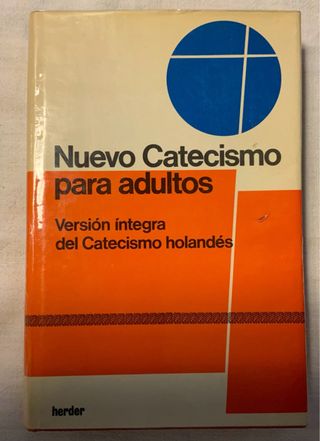 Nuevo Catecismo
para adultos
Versión íntegra
del Catecismo holandés
herder